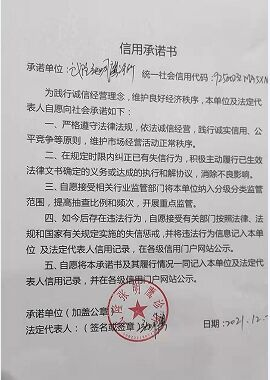 信用承诺书
承诺单位: 统一社会信用代码:
为践行诚信经营理念，维护良好经济秩序，本单位及法定代
表人自愿向社会承诺如下：
一、严格遵守法律法规，依法诚信经营，践行诚实信用、公
平竞争等原则，维护市场经营活动正常秩序。
二、在规定时限内纠正已有失信行为，积极主动履行已生效
法律文书确定的义务或达成的执行和解协议，消除不良影响。
三、自愿接受相关行业监管部门将本单位纳入分级分类监管
范围，提高抽查比例和频次，开展重点监管。
四、如今后存在违法行为，自愿接受有关部门按照法律、法
规和国家有关规定实施的失信惩戒，并将违法行为信息记入本单
位 及法定代表人信用记录，在各级信用门户网站公示。
五、自愿将本承诺书及其履行情况一同记入本单位及法定代
表人信用记录，并在各级信用门户网站公示。
承诺单位（加盖公章）
法定代表人：（签名或签章）
日期：2021.12.